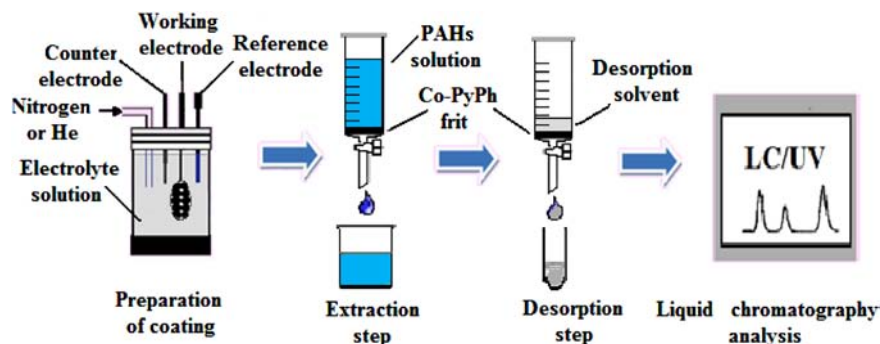 Working
electrode
Counter
electrode
Reference
electrode
Nitrogen
or He
Electrolyte
solution
Preparation
of coating
PAHs
solution
Co-PyPh
frit
Extraction
step
Desorption
solvent
Desorption
step
LC/UV
Liquid chromatography
analysis